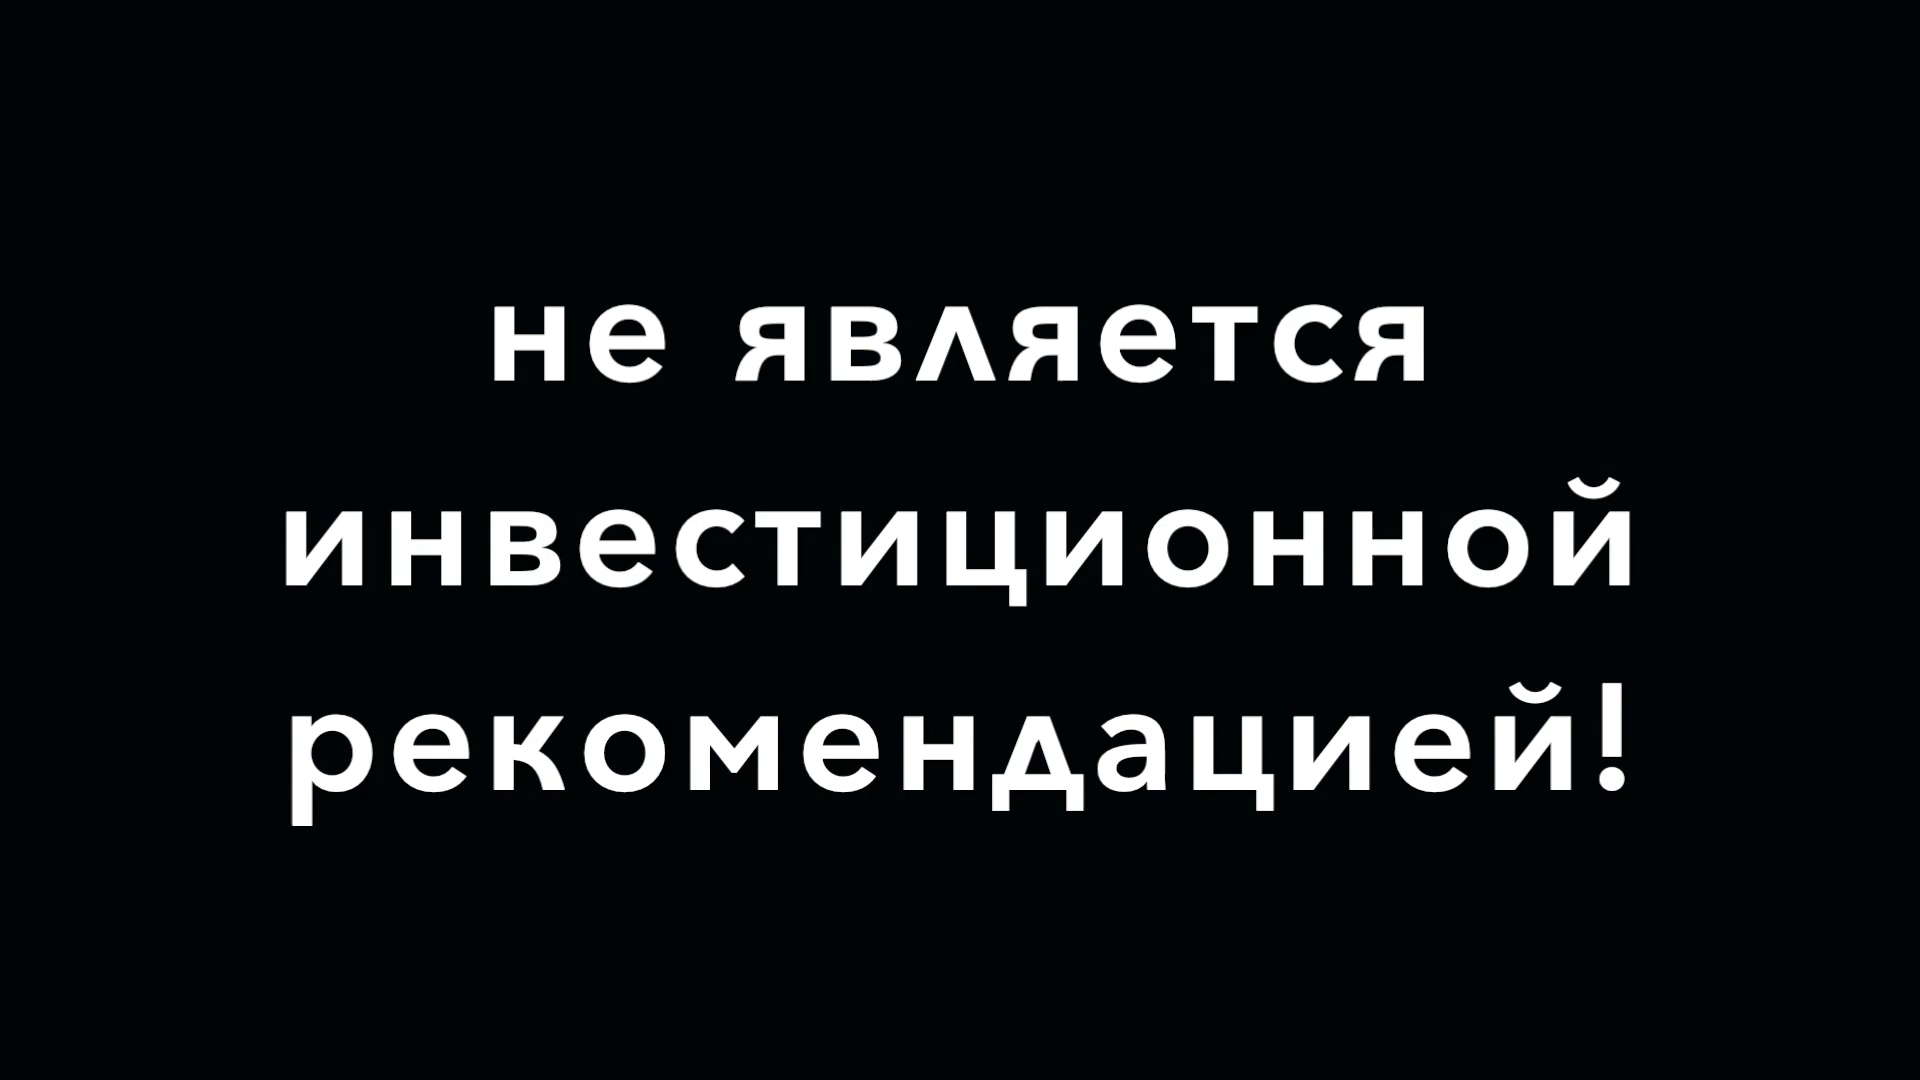 не является
инвестиционной
рекомендацией!